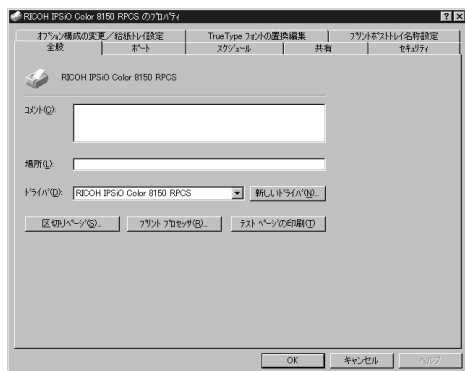 RICOH IPSiO Color 8150 RPCS のプロパティ
オプション構成の変更／給紙トレイ設定 TrueType フォントの置換編集 プリントポストトレイ名称設定
全般 ポート スケジュール 共有 セキュリティ
RICOH IPSiO Color 8150 RPCS
コメント(C):
場所(L):
ドライバ(D): RICOH IPSiO Color 8150 RPCS 新しいドライバ(N)...
区切りページ(S)... プリント プロセッサ(R)... テスト ページの印刷(T)
OK キャンセル ヘルプ